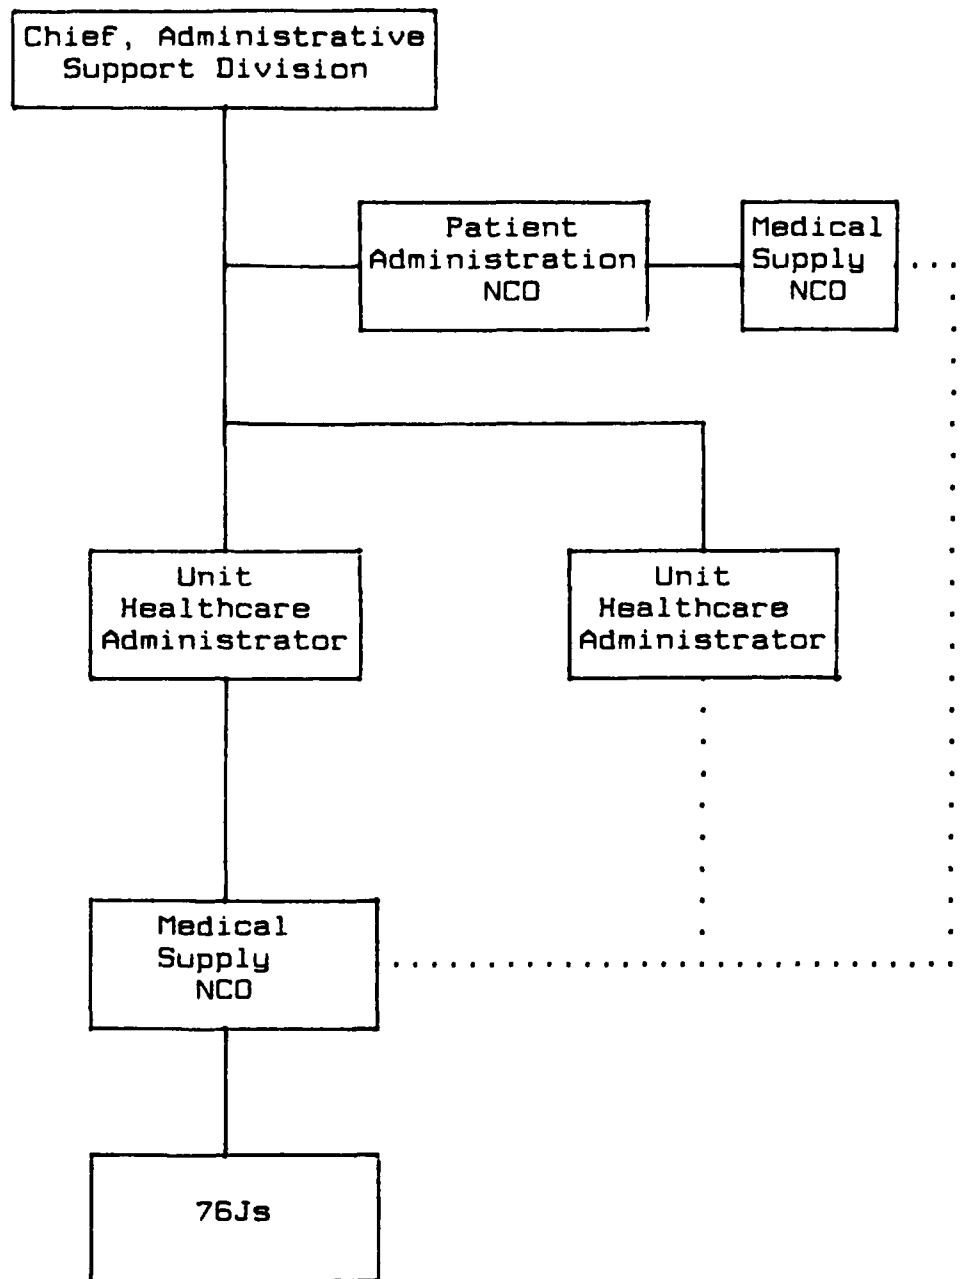 Chief, Administrative
Support Division
Patient
Administration
NCO
Medical
Supply
NCO
Unit
Healthcare
Administrator
Unit
Healthcare
Administrator
Medical
Supply
NCO
76Js